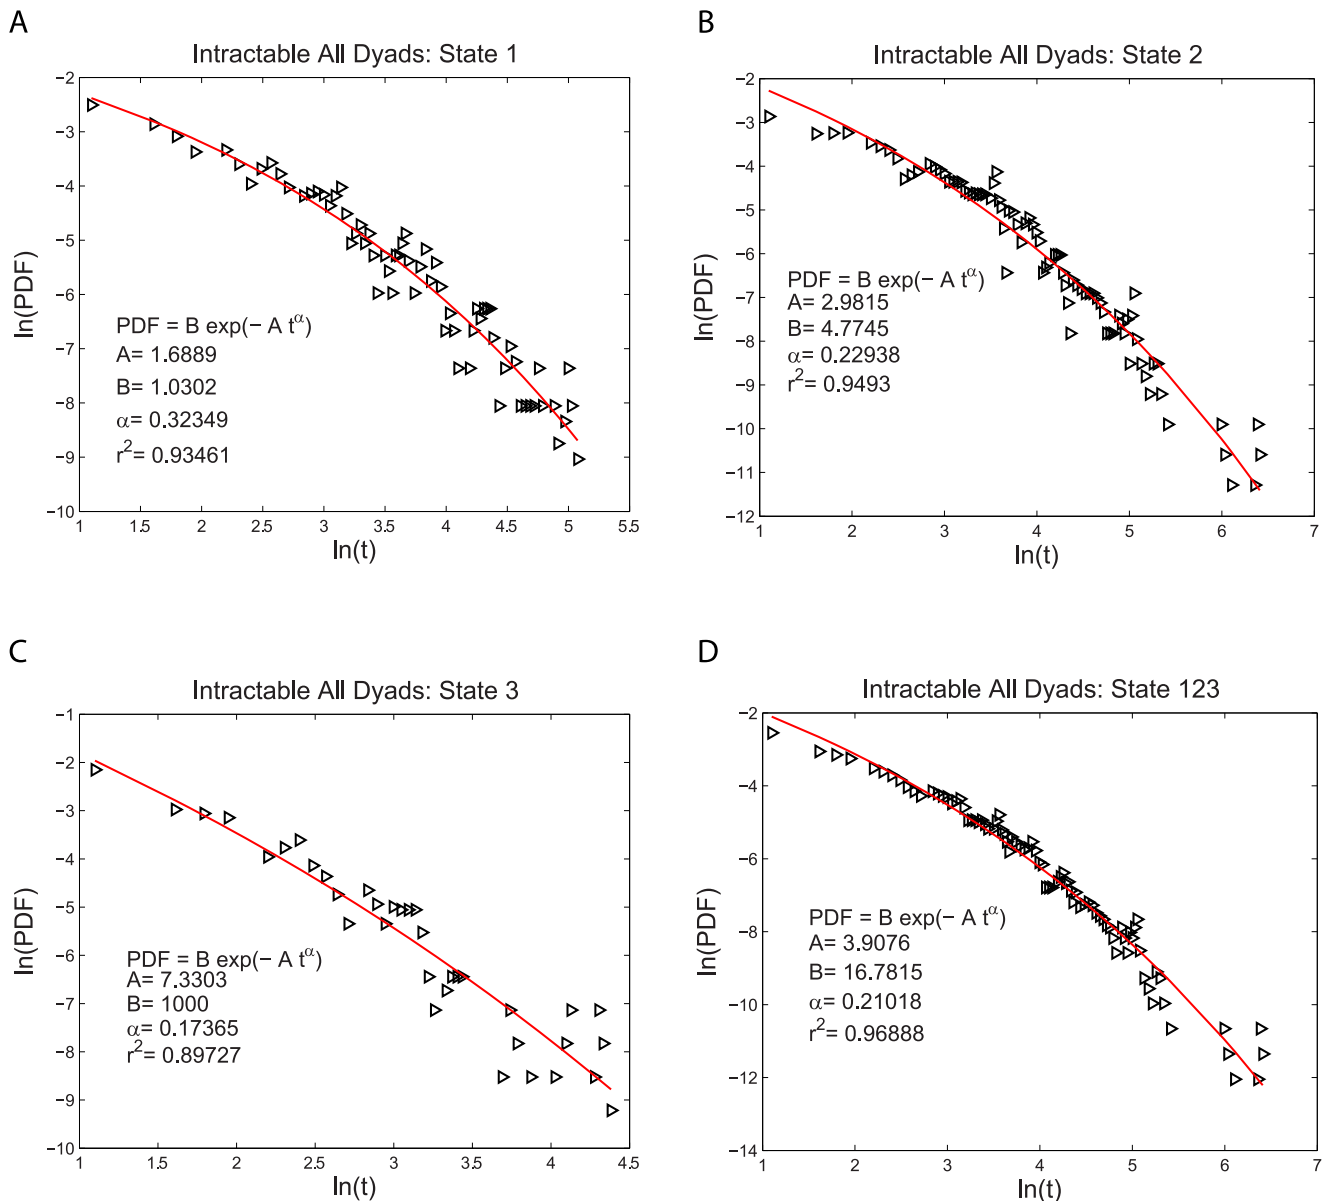 A
Intractable All Dyads: State 1
−2
−3
−4
−5
−6
−7
−8
−9
−10
ln(PDF)
PDF = B exp(− A t^α)
A= 1.6889
B= 1.0302
α= 0.32349
r^2= 0.93461
1 1.5 2 2.5 3 3.5 4 4.5 5 5.5
ln(t)
B
Intractable All Dyads: State 2
−2
−3
−4
−5
−6
−7
−8
−9
−10
−11
−12
ln(PDF)
PDF = B exp(− A t^α)
A= 2.9815
B= 4.7745
α= 0.22938
r^2= 0.9493
1 2 3 4 5 6 7
ln(t)
C
Intractable All Dyads: State 3
−1
−2
−3
−4
−5
−6
−7
−8
−9
−10
ln(PDF)
PDF = B exp(− A t^α)
A= 7.3303
B= 1000
α= 0.17365
r^2= 0.89727
1 1.5 2 2.5 3 3.5 4 4.5
ln(t)
D
Intractable All Dyads: State 123
−2
−4
−6
−8
−10
−12
−14
ln(PDF)
PDF = B exp(− A t^α)
A= 3.9076
B= 16.7815
α= 0.21018
r^2= 0.96888
1 2 3 4 5 6 7
ln(t)